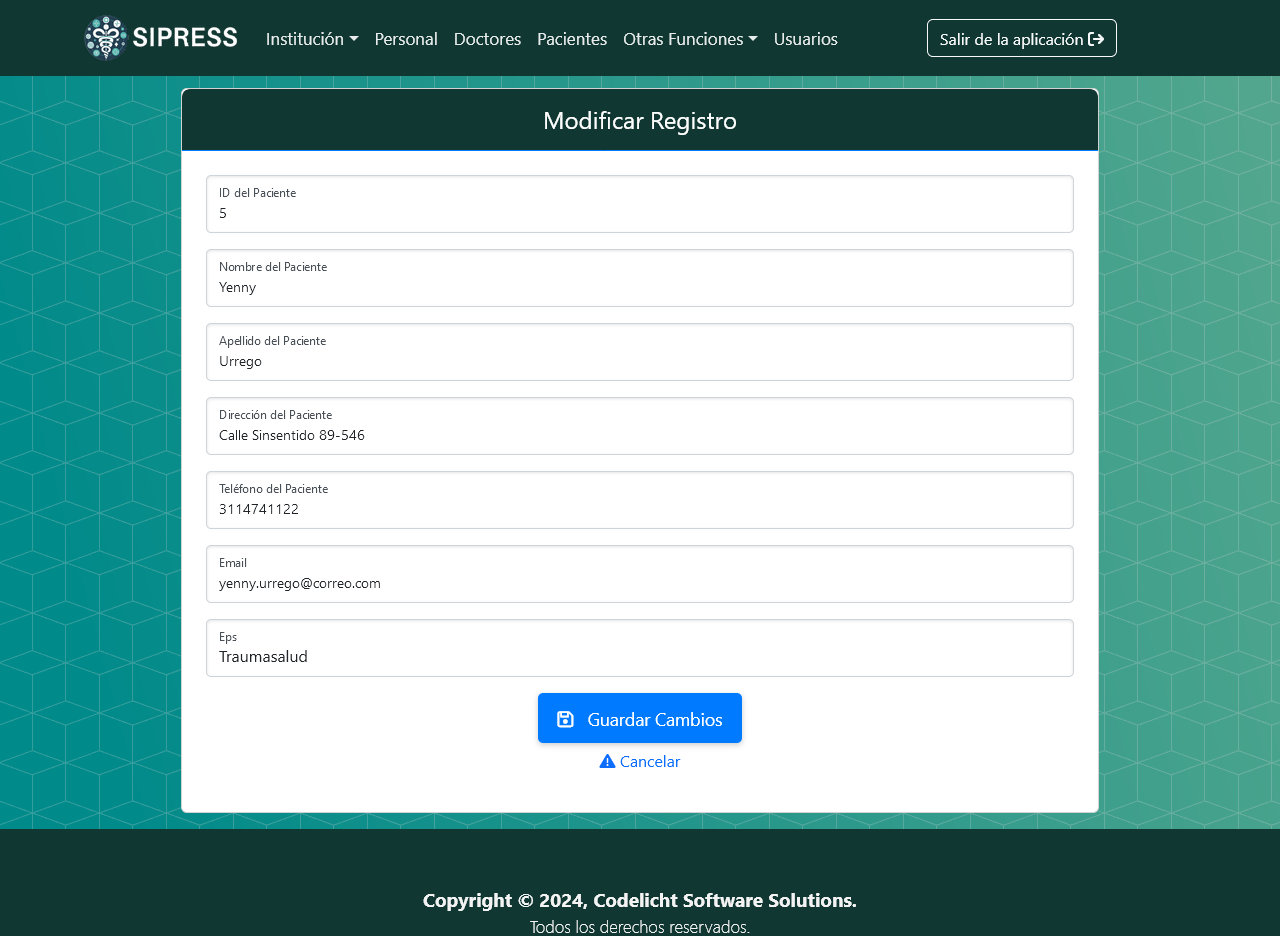 SIPRESS Institución Personal Doctores Pacientes Otras Funciones Usuarios Salir de la aplicación
Modificar Registro
ID del Paciente
5
Nombre del Paciente
Yenny
Apellido del Paciente
Urrego
Dirección del Paciente
Calle Sinsentido 89-546
Teléfono del Paciente
3114741122
Email
yenny.urrego@correo.com
Eps
Traumasalud
Guardar Cambios
Cancelar
Copyright © 2024, Codelicht Software Solutions.
Todos los derechos reservados.